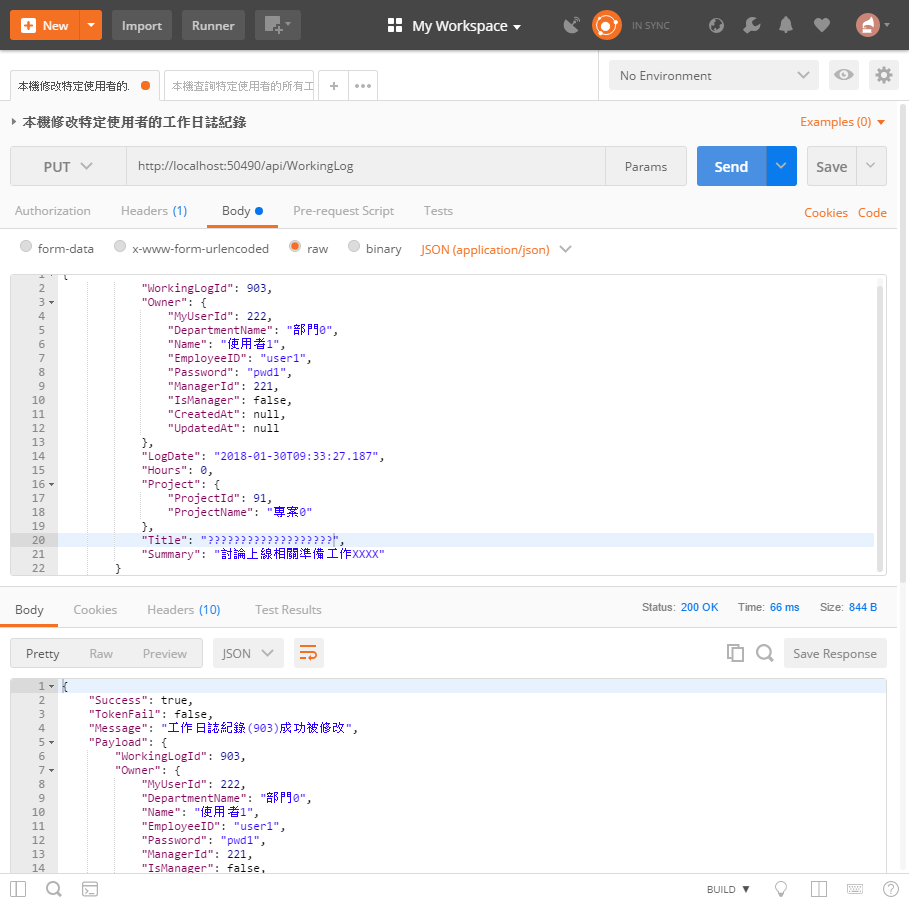 New Import Runner My Workspace IN SYNC
本機修改特定使用者的. 本機查詢特定使用者的所有工 + ••• No Environment
本機修改特定使用者的工作日誌紀錄 Examples (0)
PUT http://localhost:50490/api/WorkingLog Params Send Save
Authorization Headers (1) Body Pre-request Script Tests Cookies Code
form-data x-www-form-urlencoded raw binary JSON (application/json)
1 {
2 "WorkingLogId": 903,
3 "Owner": {
4 "MyUserId": 222,
5 "DepartmentName": "部門0",
6 "Name": "使用者1",
7 "EmployeeID": "user1",
8 "Password": "pwd1",
9 "ManagerId": 221,
10 "IsManager": false,
11 "CreatedAt": null,
12 "UpdatedAt": null
13 },
14 "LogDate": "2018-01-30T09:33:27.187",
15 "Hours": 0,
16 "Project": {
17 "ProjectId": 91,
18 "ProjectName": "專案0"
19 },
20 "Title": "???????????????????",
21 "Summary": "討論上線相關準備工作XXXX"
22 }
Body Cookies Headers (10) Test Results Status: 200 OK Time: 66 ms Size: 844 B
Pretty Raw Preview JSON Save Response
1 {
2 "Success": true,
3 "TokenFail": false,
4 "Message": "工作日誌紀錄(903)成功被修改",
5 "Payload": {
6 "WorkingLogId": 903,
7 "Owner": {
8 "MyUserId": 222,
9 "DepartmentName": "部門0",
10 "Name": "使用者1",
11 "EmployeeID": "user1",
12 "Password": "pwd1",
13 "ManagerId": 221,
14 "IsManager": false,
BUILD